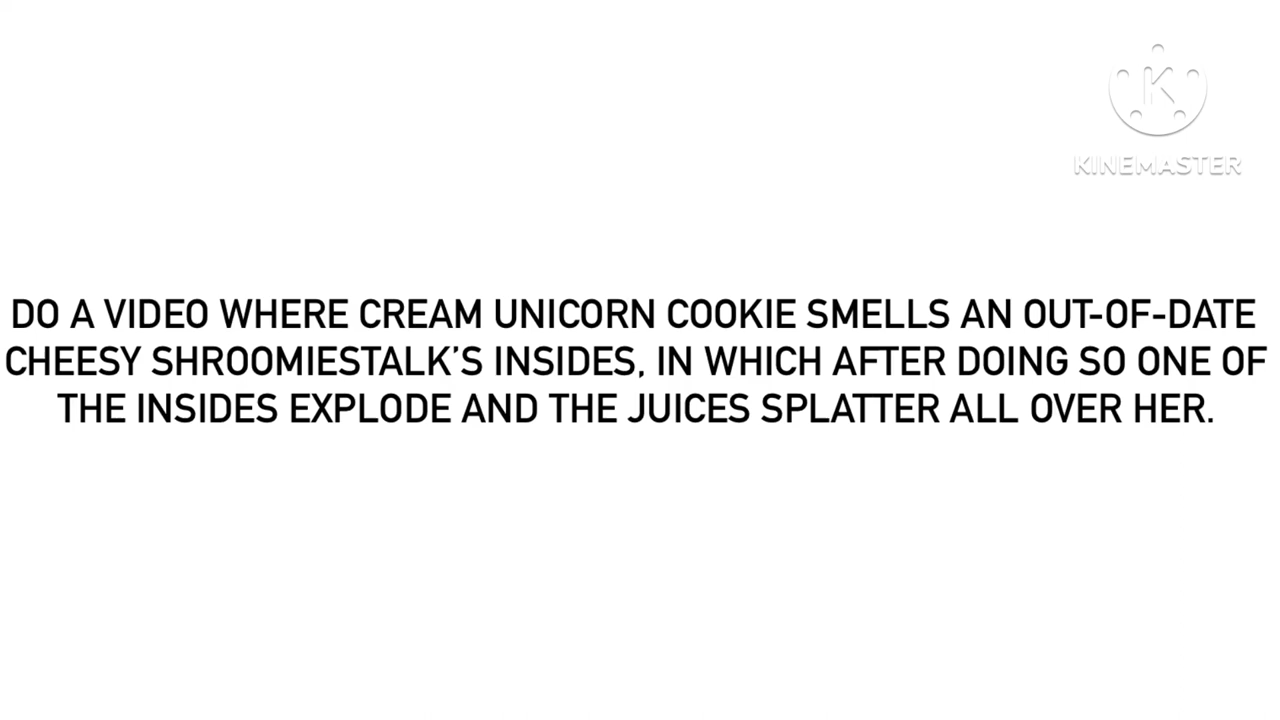 KINEMASTER
DO A VIDEO WHERE CREAM UNICORN COOKIE SMELLS AN OUT-OF-DATE
CHEESY SHROOMIESTALK'S INSIDES, IN WHICH AFTER DOING SO ONE OF
THE INSIDES EXPLODE AND THE JUICES SPLATTER ALL OVER HER.